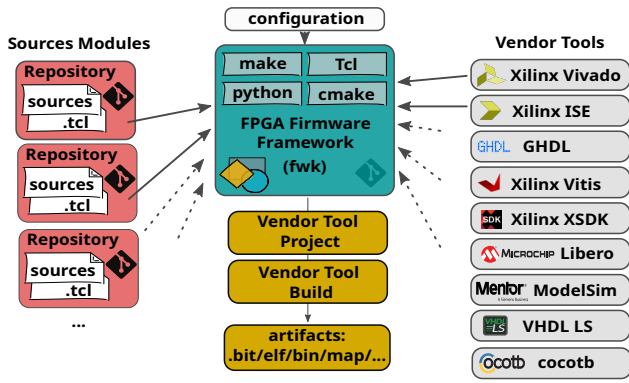 configuration
Sources Modules
Repository
sources
.tcl
Repository
sources
.tcl
Repository
sources
.tcl
...
make
Tcl
python
cmake
FPGA Firmware
Framework
(fwk)
Vendor Tool
Project
Vendor Tool
Build
artifacts:
.bit/elf/bin/map/...
Vendor Tools
Xilinx Vivado
Xilinx ISE
GHDL GHDL
Xilinx Vitis
SDK Xilinx XSDK
MICROCHIP Libero
Mentor ModelSim
A Siemens Business
VHDL LS VHDL LS
cocotb cocotb